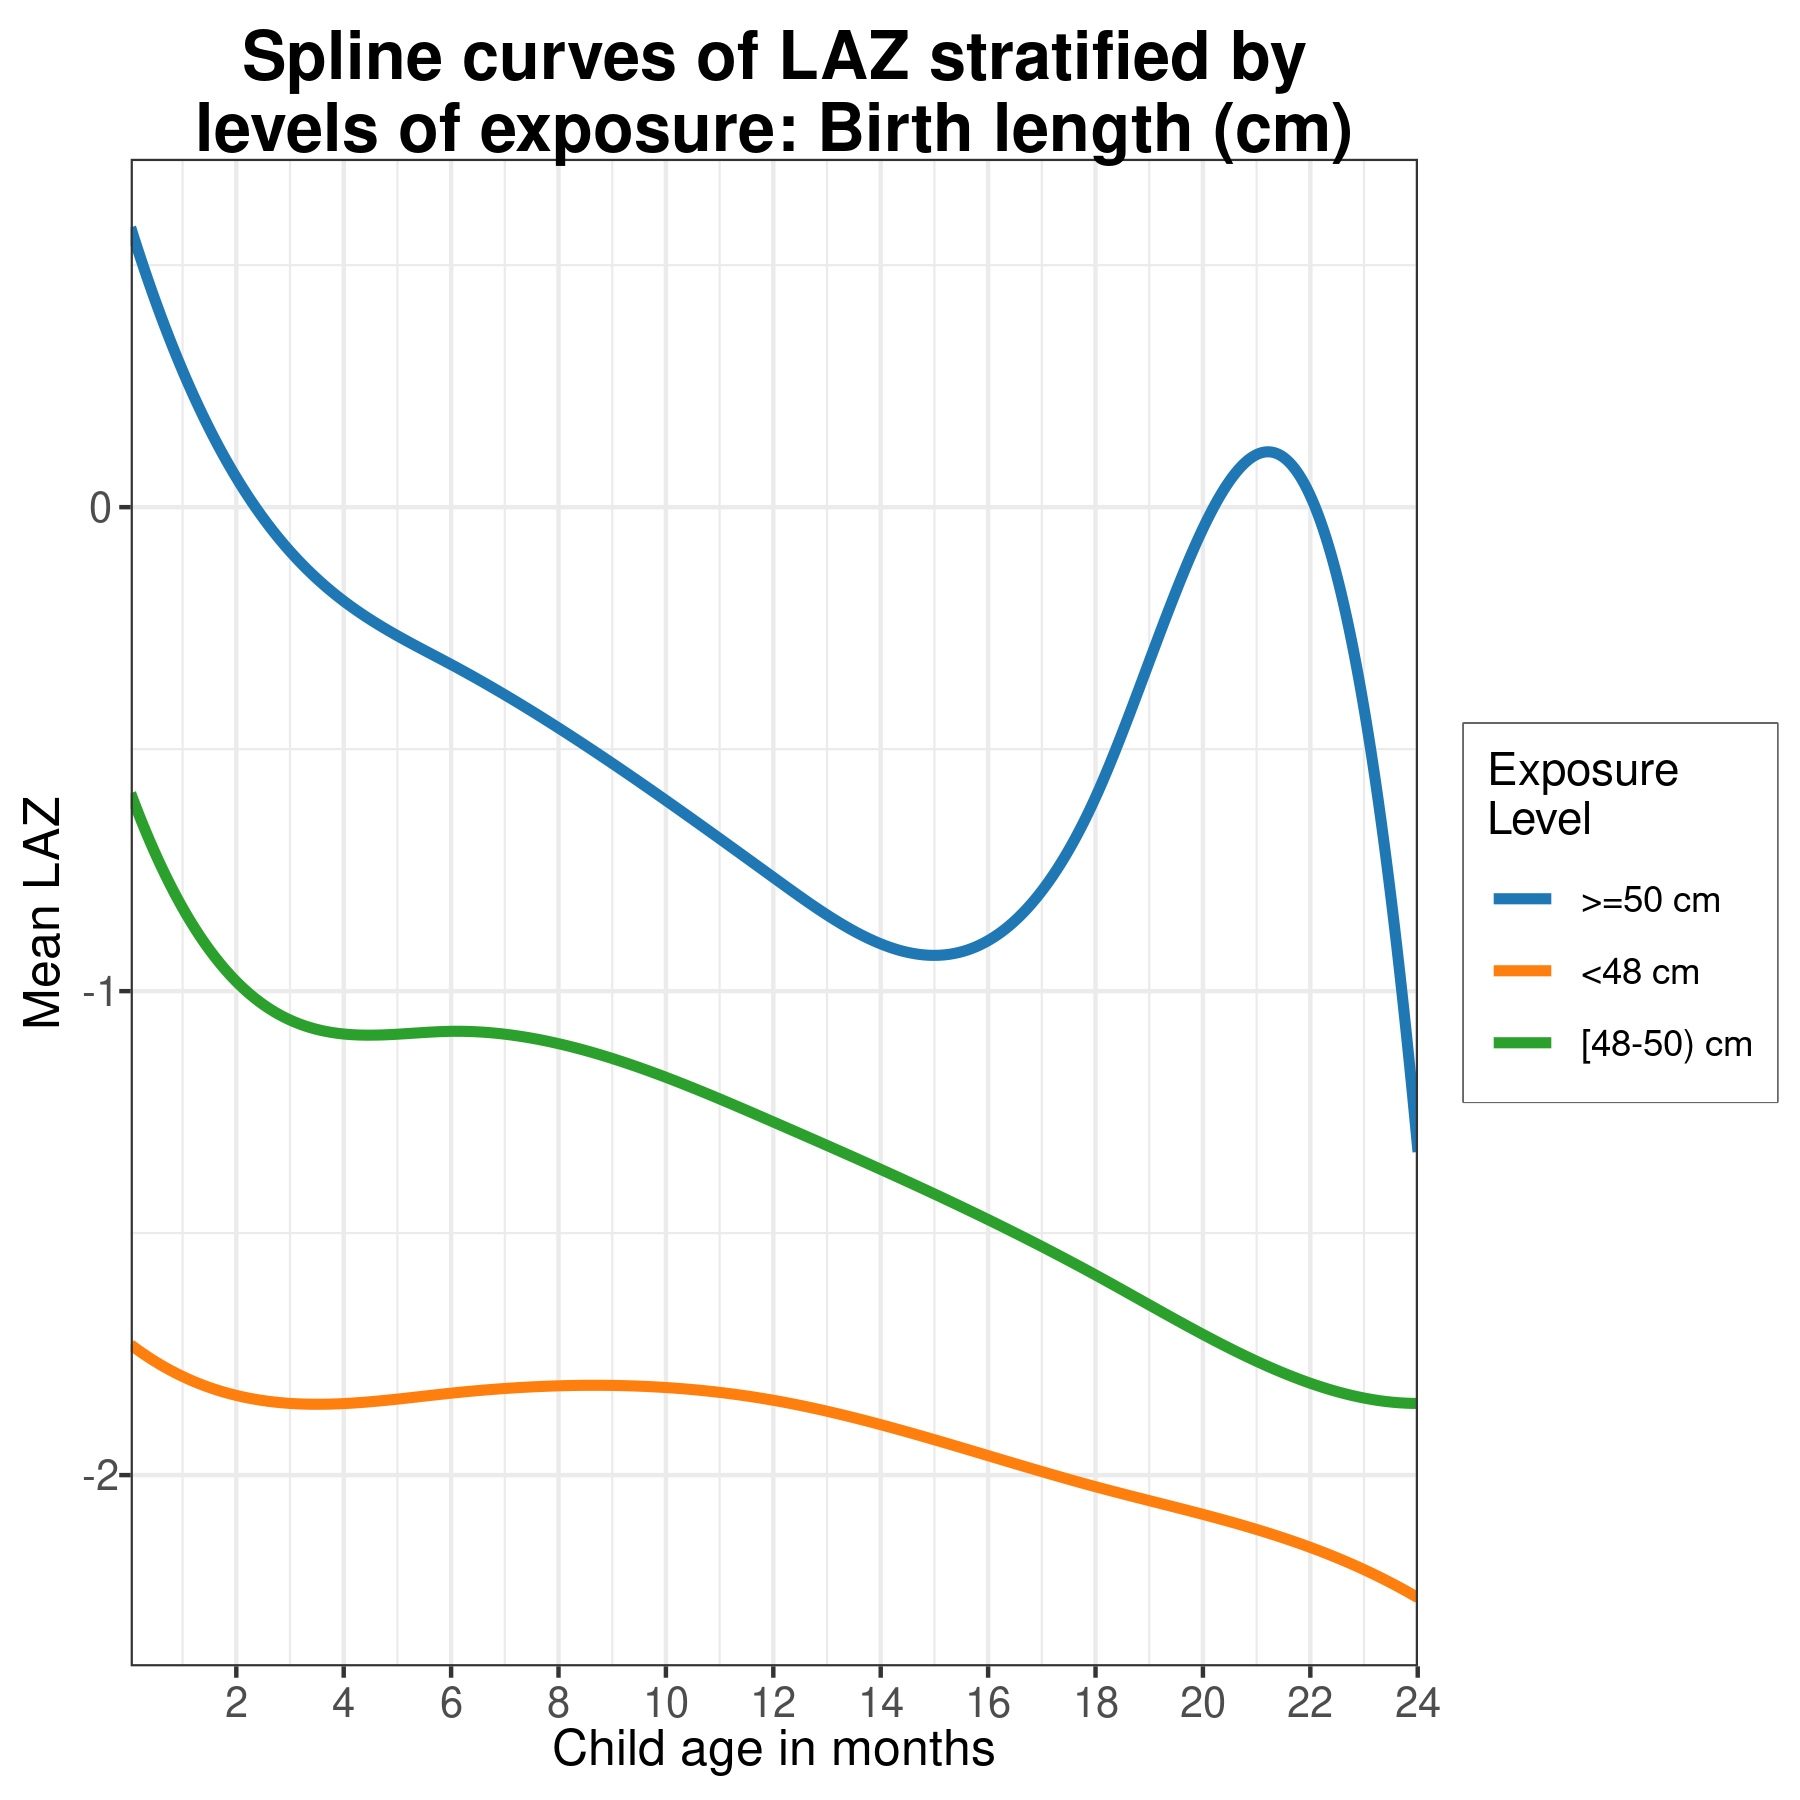 Spline curves of LAZ stratified by
levels of exposure: Birth length (cm)
Mean LAZ
0
-1
-2
2 4 6 8 10 12 14 16 18 20 22 24
Child age in months
Exposure
Level
>=50 cm
<48 cm
[48-50) cm